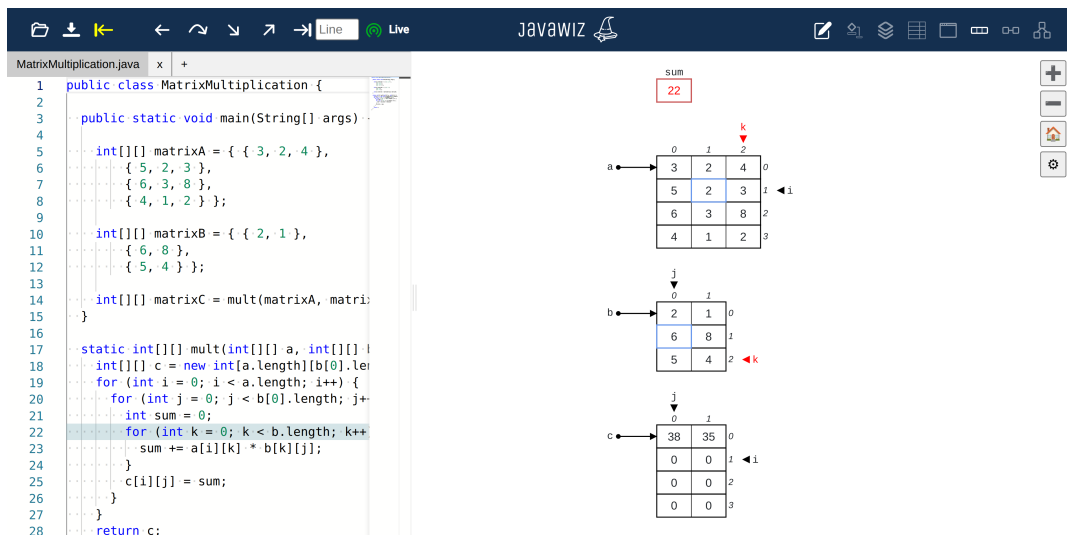 Line Live JavaWiz
MatrixMultiplication.java x +
1 public class MatrixMultiplication {
2
3 public static void main(String[] args)
4
5 int[][] matrixA = { { 3, 2, 4 },
6 { 5, 2, 3 },
7 { 6, 3, 8 },
8 { 4, 1, 2 } };
9
10 int[][] matrixB = { { 2, 1 },
11 { 6, 8 },
12 { 5, 4 } };
13
14 int[][] matrixC = mult(matrixA, matri
15 }
16
17 static int[][] mult(int[][] a, int[][]
18 int[][] c = new int[a.length][b[0].le
19 for (int i = 0; i < a.length; i++) {
20 for (int j = 0; j < b[0].length; j+
21 int sum = 0;
22 for (int k = 0; k < b.length; k++
23 sum += a[i][k] * b[k][j];
24 }
25 c[i][j] = sum;
26 }
27 }
28 return c;
sum
22
k
0 1 2
a 3 2 4 0
5 2 3 1 i
6 3 8 2
4 1 2 3
j
0 1
b 2 1 0
6 8 1
5 4 2 k
j
0 1
c 38 35 0
0 0 1 i
0 0 2
0 0 3